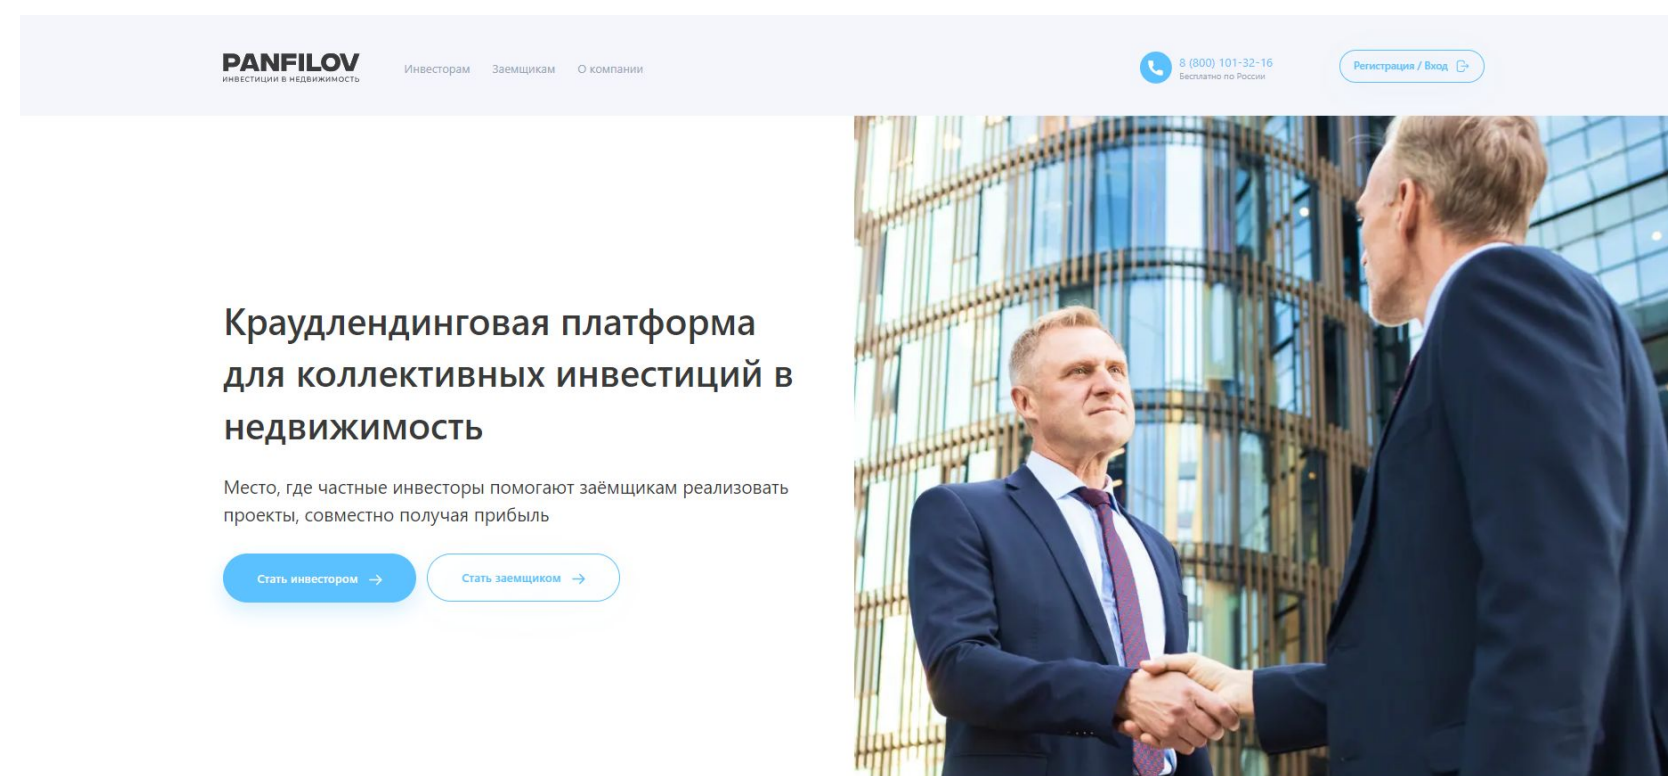 PANFILOV
ИНВЕСТИЦИИ В НЕДВИЖИМОСТЬ
Инвесторам Заемщикам О компании
8 (800) 101-32-16
Бесплатно по России
Регистрация / Вход
Краудлендинговая платформа
для коллективных инвестиций в
недвижимость
Место, где частные инвесторы помогают заёмщикам реализовать
проекты, совместно получая прибыль
Стать инвестором → Стать заемщиком →